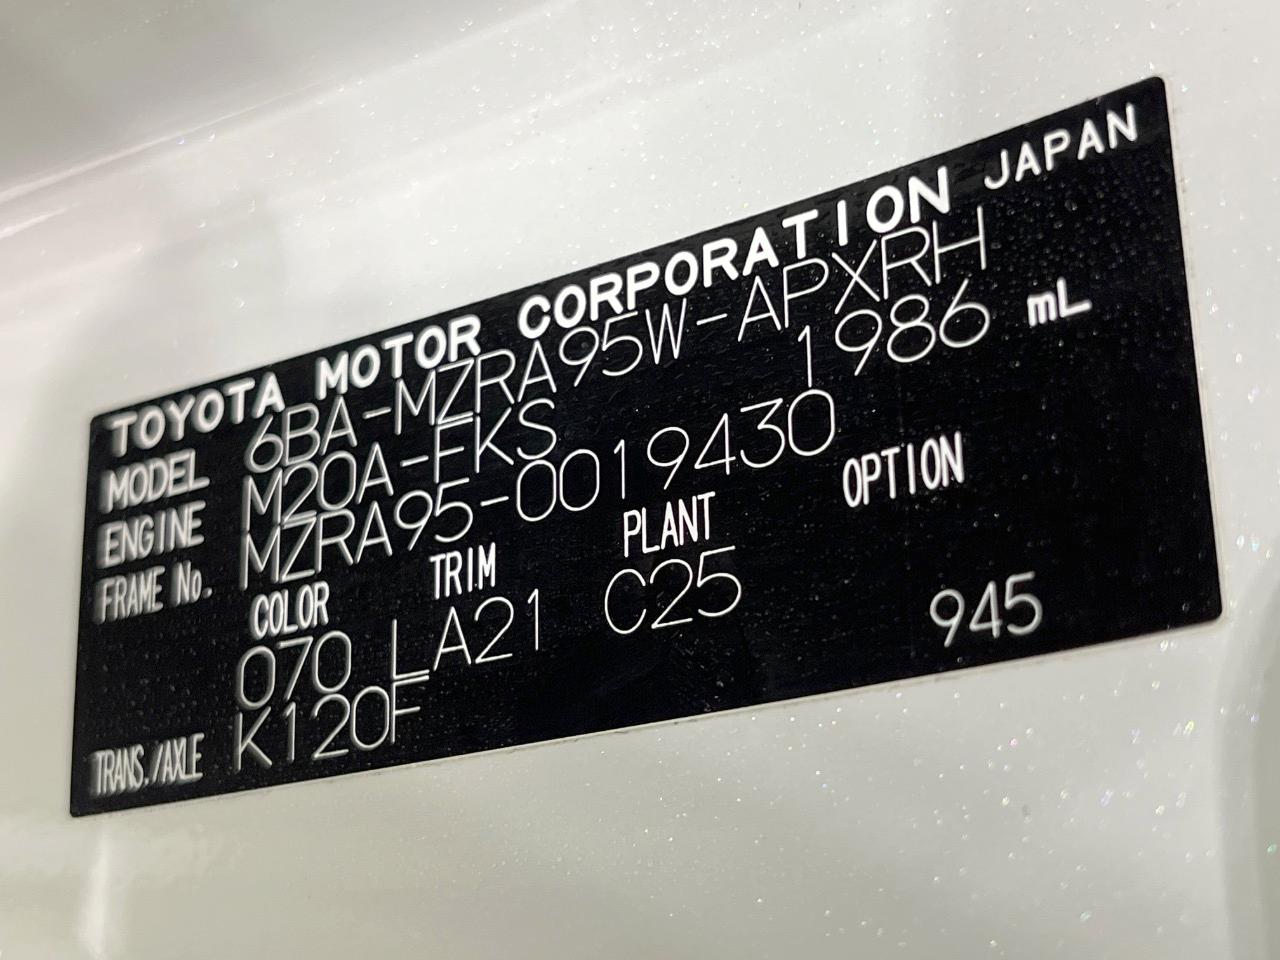 TOYOTA MOTOR CORPORATION JAPAN
MODEL 6BA-MZRA95W-APXRH
ENGINE M20A-FKS 1986 mL
FRAME No. MZRA95-0019430
COLOR TRIM PLANT OPTION
070 LA21 C25 945
TRANS./AXLE K120F